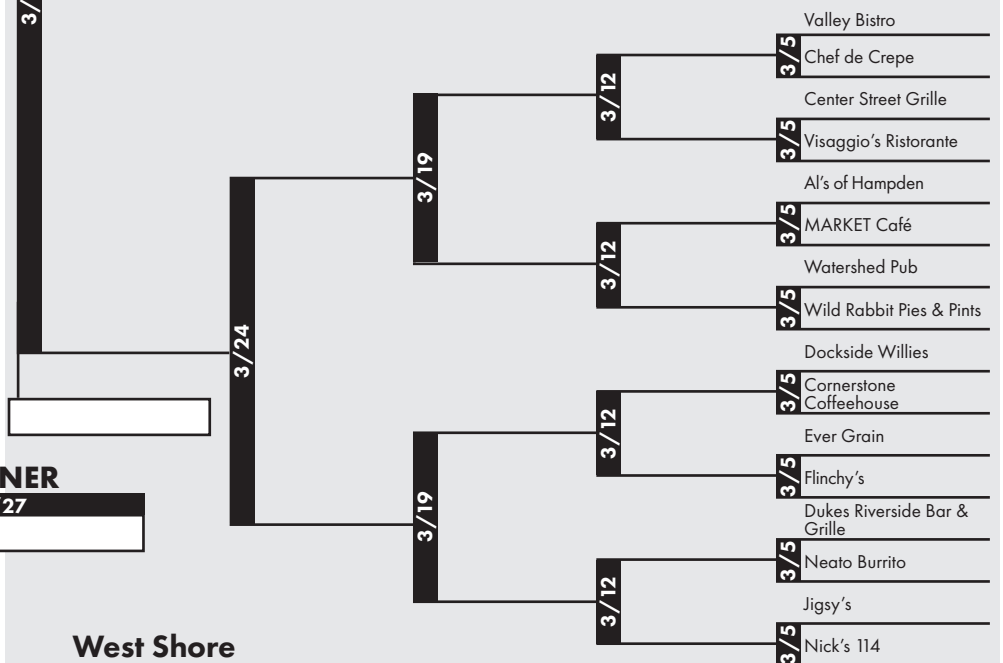 3/
Valley Bistro
3/5
Chef de Crepe
Center Street Grille
3/5
Visaggio’s Ristorante
3/12
Al’s of Hampden
3/5
MARKET Café
Watershed Pub
3/5
Wild Rabbit Pies & Pints
3/12
3/19
Dockside Willies
3/5
Cornerstone
Coffeehouse
Ever Grain
3/5
Flinchy’s
3/12
Dukes Riverside Bar &
Grille
3/5
Neato Burrito
Jigsy’s
3/5
Nick’s 114
3/12
3/19
3/24
NER
27
West Shore